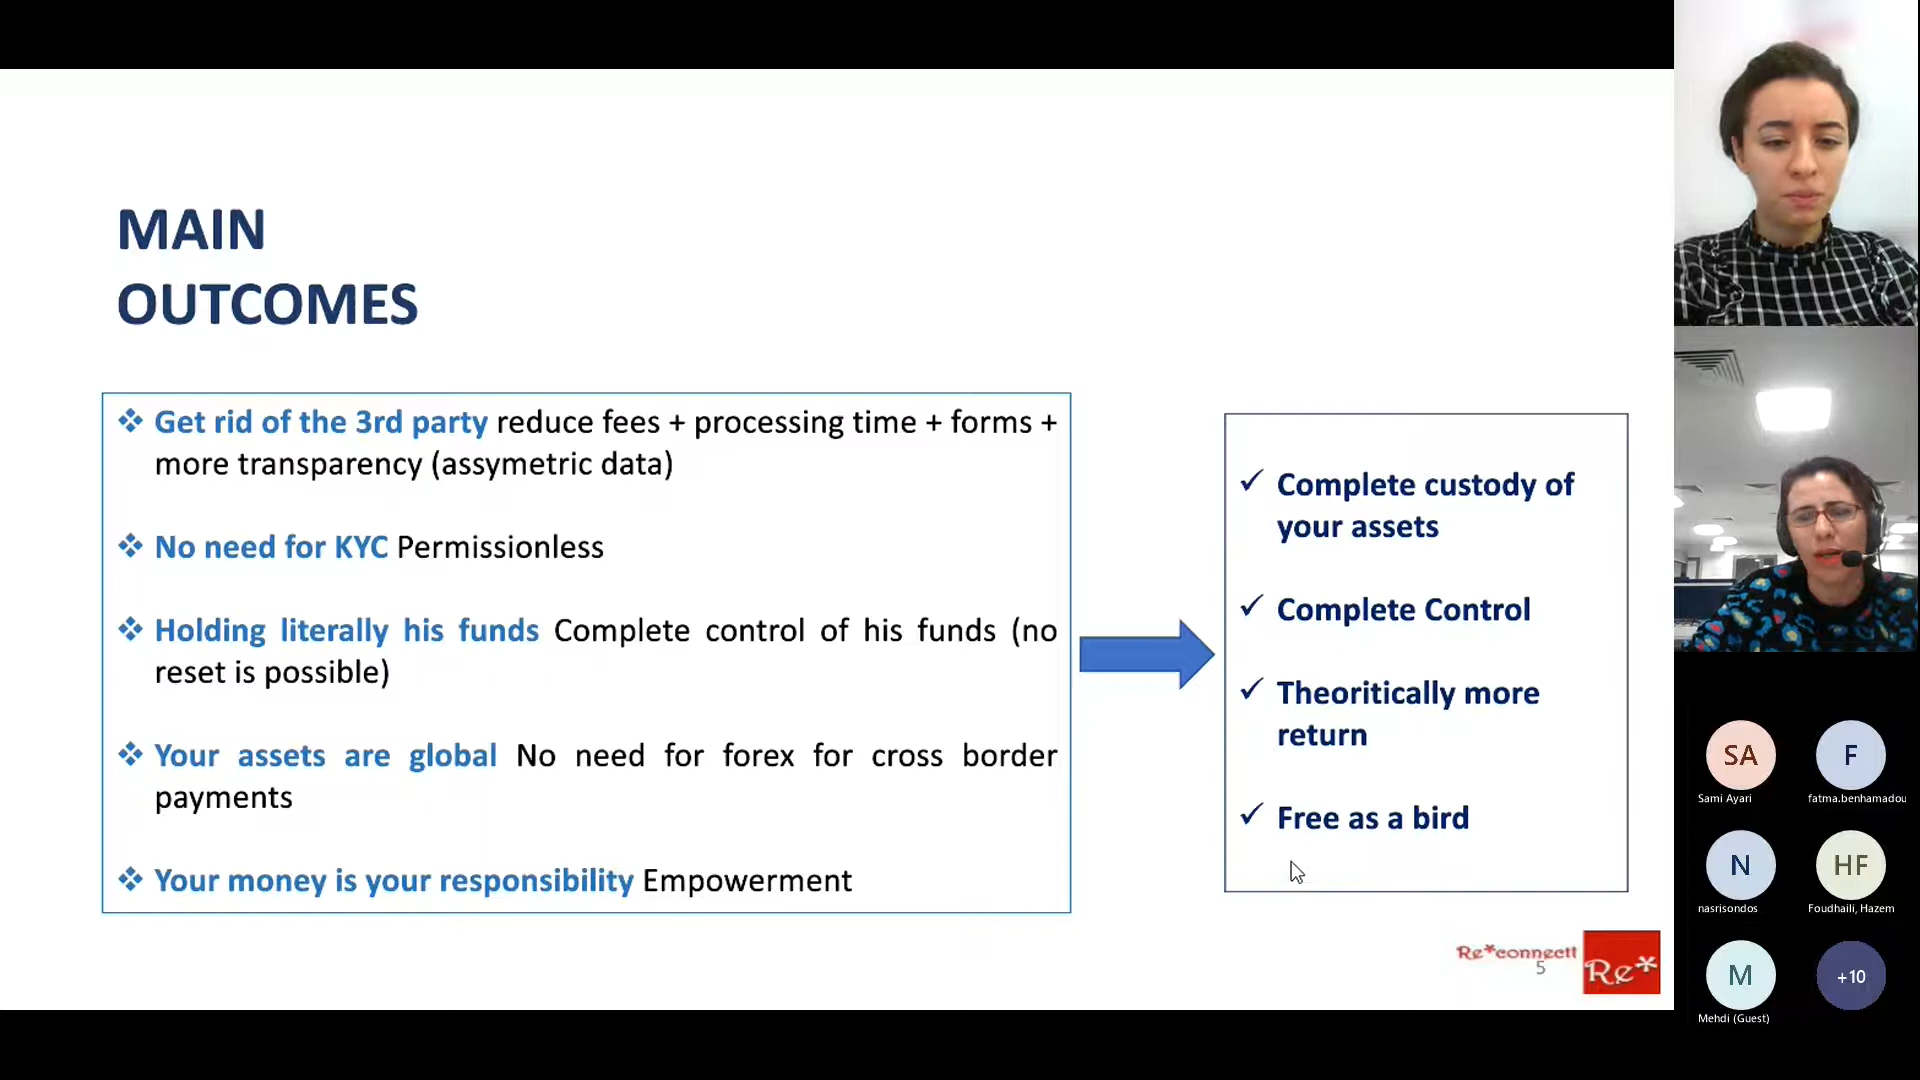 MAIN
OUTCOMES
❖ Get rid of the 3rd party reduce fees + processing time + forms +
more transparency (assymetric data)
❖ No need for KYC Permissionless
❖ Holding literally his funds Complete control of his funds (no
reset is possible)
❖ Your assets are global No need for forex for cross border
payments
❖ Your money is your responsibility Empowerment
✓ Complete custody of
your assets
✓ Complete Control
✓ Theoritically more
return
✓ Free as a bird
Re*connectt
5
Re*
SA
Sami Ayari
F
fatma.benhamadou
N
nasrisondos
HF
Foudhaili, Hazem
M
Mehdi (Guest)
+10